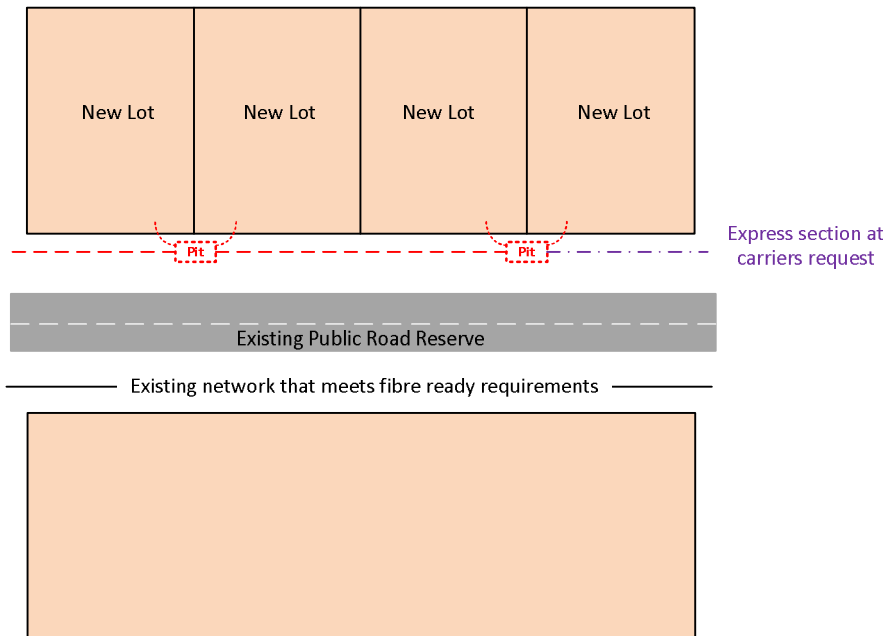 New Lot
New Lot
New Lot
New Lot
Pit
Pit
Express section at
carriers request
Existing Public Road Reserve
Existing network that meets fibre ready requirements